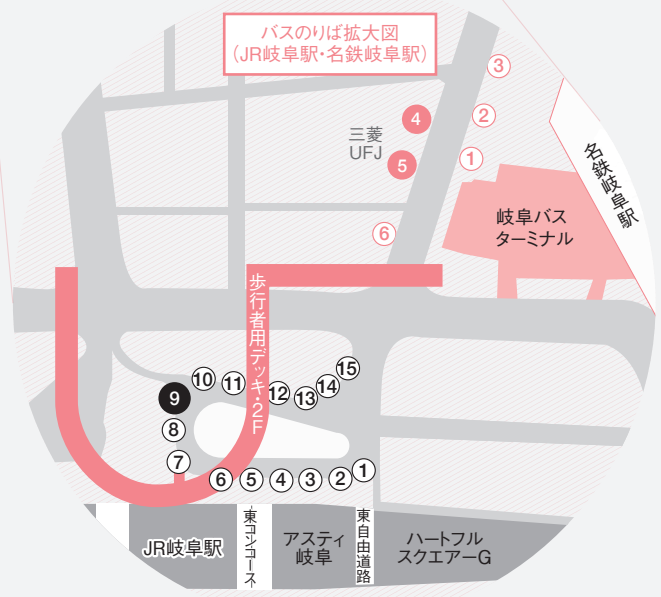 バスのりば拡大図
（JR岐阜駅・名鉄岐阜駅）
③
②
①
④
⑤
⑥
三菱
UFJ
名鉄岐阜駅
岐阜バス
ターミナル
歩行者用デッキ・2F
⑩
⑪
⑫
⑬
⑭
⑮
⑨
⑧
⑦
⑥
⑤
④
③
②
①
JR岐阜駅
東コンコース
アスティ
岐阜
東自由道路
ハートフル
スクエアーG